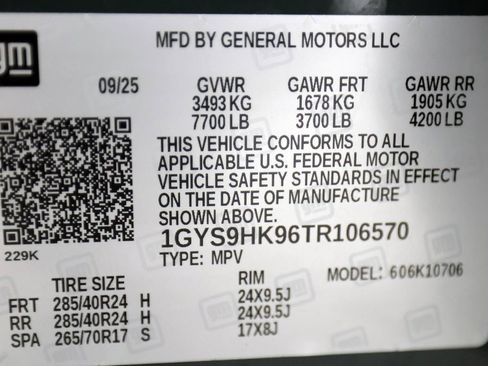 gm
MFD BY GENERAL MOTORS LLC
09/25 GVWR GAWR FRT GAWR RR
3493 KG 1678 KG 1905 KG
7700 LB 3700 LB 4200 LB
THIS VEHICLE CONFORMS TO ALL
APPLICABLE U.S. FEDERAL MOTOR
VEHICLE SAFETY STANDARDS IN EFFECT
ON THE DATE OF MANUFACTURE
SHOWN ABOVE.
229K
1GYS9HK96TR106570
TYPE: MPV
MODEL: 606K10706
TIRE SIZE RIM
FRT 285/40R24 H 24X9.5J
RR 285/40R24 H 24X9.5J
SPA 265/70R17 S 17X8J